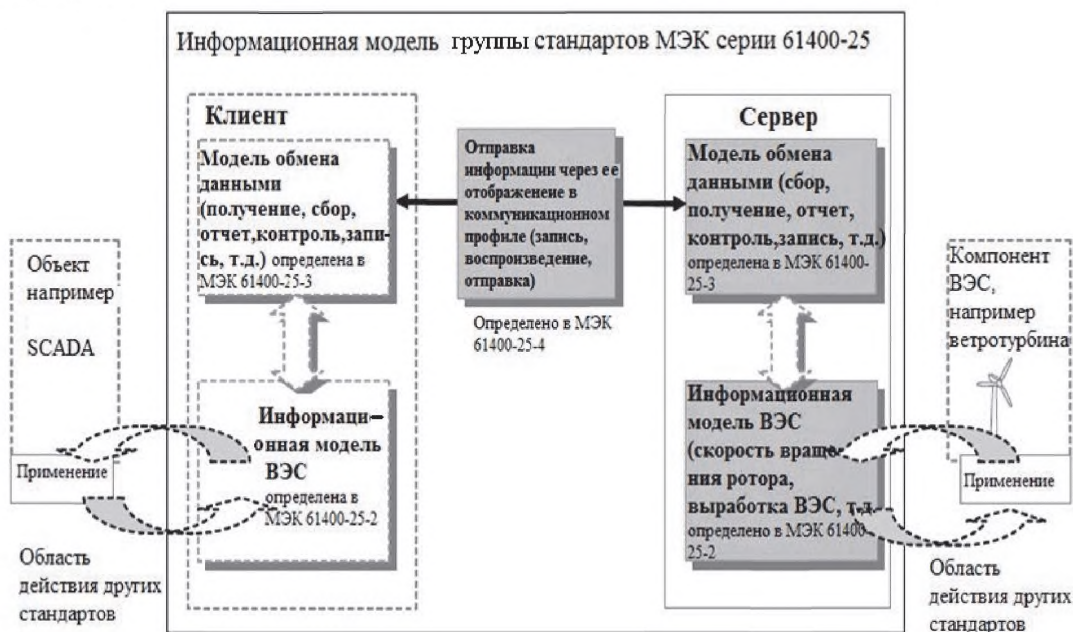 Информационная модель группы стандартов МЭК серии 61400-25
Клиент
Модель обмена
данными
(получение, сбор,
отчет,контроль,запи-
сь, т.д.) определена в
МЭК 61400-25-3
Информаци-
онная модель
ВЭС
определена в
МЭК 61400-25-2
Отправка
информации через ее
отображенеие в
коммуникационном
профиле (запись,
воспроизведение,
отправка)
Определено в МЭК
61400-25-4
Сервер
Модель обмена
данными (сбор,
получение, отчет,
контроль,запись, т.д.)
определена в МЭК 61400-
25-3
Информационная
модель ВЭС
(скорость враще-
ния ротора,
выработка ВЭС, т.д.
определено в МЭК 61400-
25-2
Объект
например
SCADA
Применение
Область
действия других
стандартов
Компонент
ВЭС,
например
ветротурбина
Применение
Область
действия других
стандартов